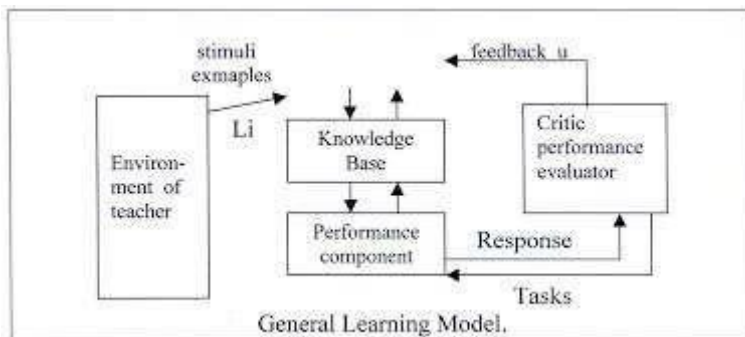 stimuli
exmaples
feedback u
Li
Environ-
ment of
teacher
Knowledge
Base
Critic
performance
evaluator
Performance
component
Response
Tasks
General Learning Model.